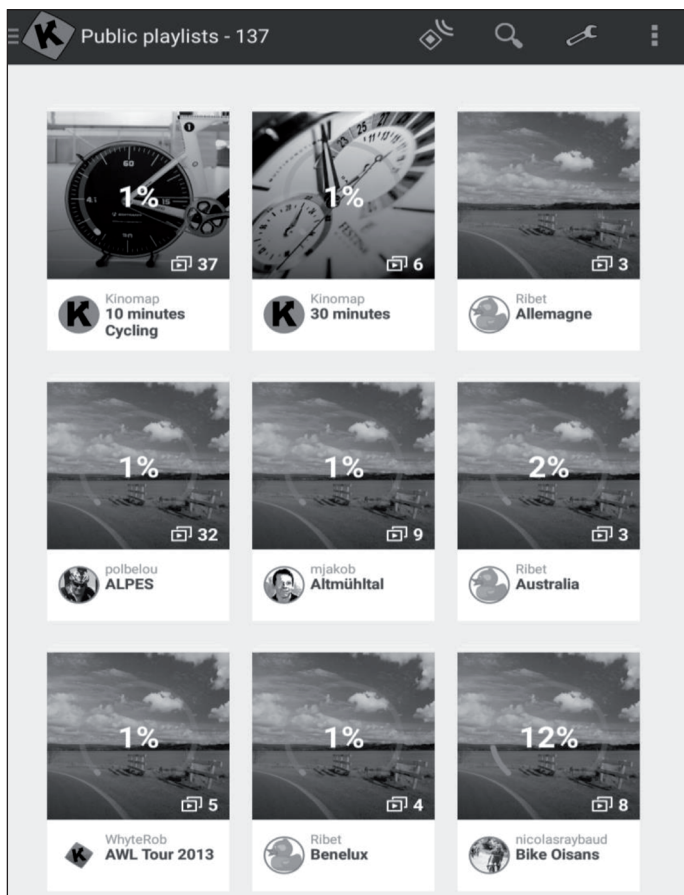 Public playlists - 137
1%
37
Kinomap
10 minutes
Cycling
1%
6
Kinomap
30 minutes
3
Ribet
Allemagne
1%
32
polbelou
ALPES
1%
9
mjakob
Altmühltal
2%
3
Ribet
Australia
1%
5
WhyteRob
AWL Tour 2013
1%
4
Ribet
Benelux
12%
8
nicolasraybaud
Bike Oisans